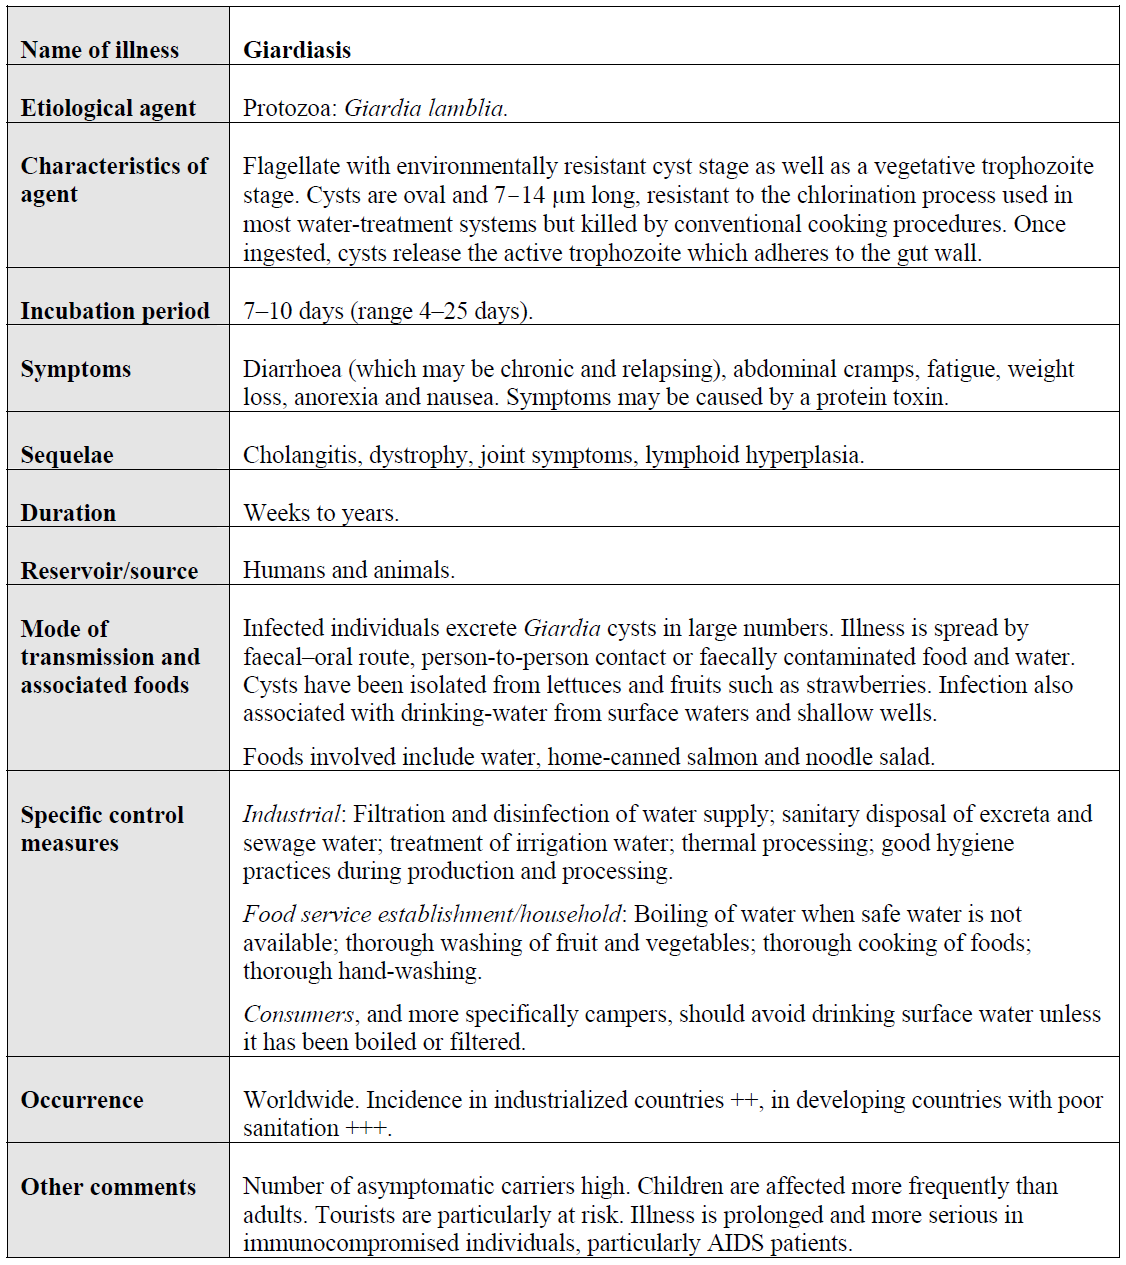 Name of illness
Giardiasis
Etiological agent
Protozoa: Giardia lamblia.
Characteristics of
agent
Flagellate with environmentally resistant cyst stage as well as a vegetative trophozoite
stage. Cysts are oval and 7–14 µm long, resistant to the chlorination process used in
most water-treatment systems but killed by conventional cooking procedures. Once
ingested, cysts release the active trophozoite which adheres to the gut wall.
Incubation period
7–10 days (range 4–25 days).
Symptoms
Diarrhoea (which may be chronic and relapsing), abdominal cramps, fatigue, weight
loss, anorexia and nausea. Symptoms may be caused by a protein toxin.
Sequelae
Cholangitis, dystrophy, joint symptoms, lymphoid hyperplasia.
Duration
Weeks to years.
Reservoir/source
Humans and animals.
Mode of
transmission and
associated foods
Infected individuals excrete Giardia cysts in large numbers. Illness is spread by
faecal–oral route, person-to-person contact or faecally contaminated food and water.
Cysts have been isolated from lettuces and fruits such as strawberries. Infection also
associated with drinking-water from surface waters and shallow wells.
Foods involved include water, home-canned salmon and noodle salad.
Specific control
measures
Industrial: Filtration and disinfection of water supply; sanitary disposal of excreta and
sewage water; treatment of irrigation water; thermal processing; good hygiene
practices during production and processing.
Food service establishment/household: Boiling of water when safe water is not
available; thorough washing of fruit and vegetables; thorough cooking of foods;
thorough hand-washing.
Consumers, and more specifically campers, should avoid drinking surface water unless
it has been boiled or filtered.
Occurrence
Worldwide. Incidence in industrialized countries ++, in developing countries with poor
sanitation +++.
Other comments
Number of asymptomatic carriers high. Children are affected more frequently than
adults. Tourists are particularly at risk. Illness is prolonged and more serious in
immunocompromised individuals, particularly AIDS patients.